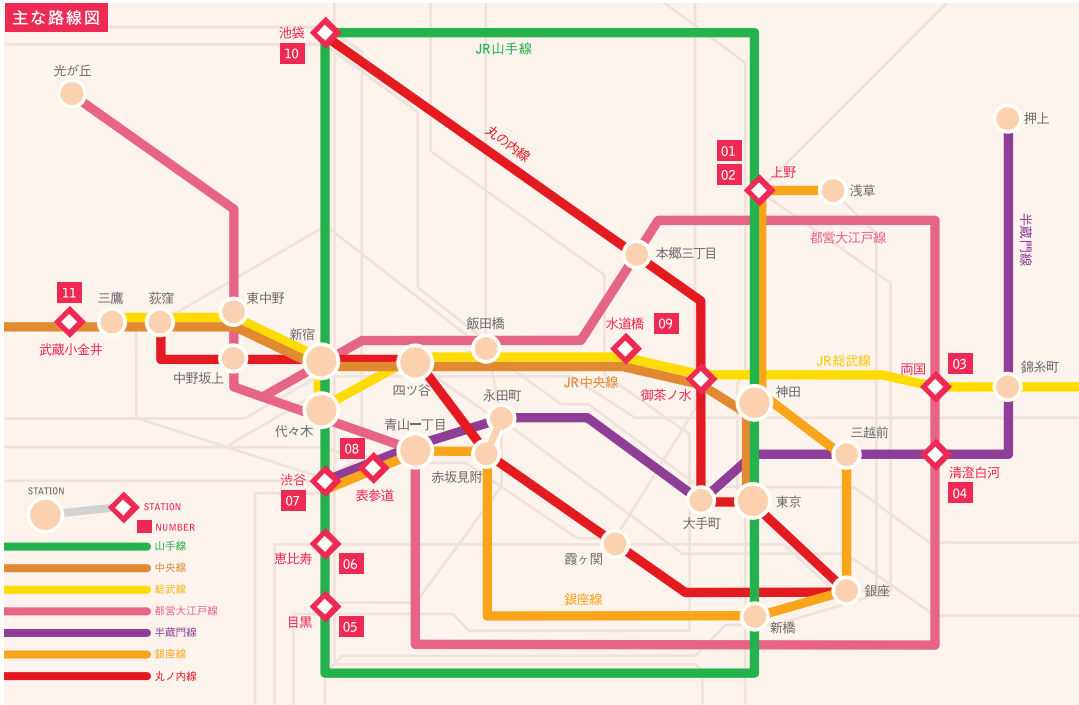 主な路線図
池袋
10
JR山手線
光が丘
押上
丸の内線
01
02
上野
浅草
半蔵門線
都営大江戸線
本郷三丁目
11
三鷹
荻窪
東中野
新宿
飯田橋
水道橋
09
武蔵小金井
中野坂上
四ツ谷
JR中央線
JR総武線
両国
03
錦糸町
御茶ノ水
神田
永田町
代々木
青山一丁目
三越前
08
渋谷
07
表参道
赤坂見附
清澄白河
04
大手町
東京
STATION
STATION
NUMBER
山手線
中央線
総武線
都営大江戸線
半蔵門線
銀座線
丸ノ内線
恵比寿
06
霞ヶ関
銀座
銀座線
目黒
05
新橋